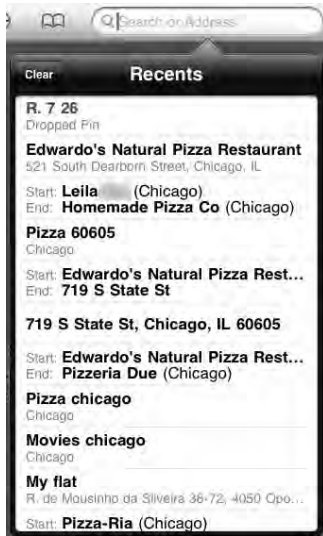 Search or Address
Clear
Recents
R. 7 26
Dropped Pin
Edwardo's Natural Pizza Restaurant
521 South Dearborn Street, Chicago, IL
Start: Leila (Chicago)
End: Homemade Pizza Co (Chicago)
Pizza 60605
Chicago
Start: Edwardo's Natural Pizza Rest...
End: 719 S State St
719 S State St, Chicago, IL 60605
Start: Edwardo's Natural Pizza Rest...
End: Pizzeria Due (Chicago)
Pizza chicago
Chicago
Movies chicago
Chicago
My flat
R. de Mousinho da Silveira 36-72, 4050 Opo...
Start: Pizza-Ria (Chicago)